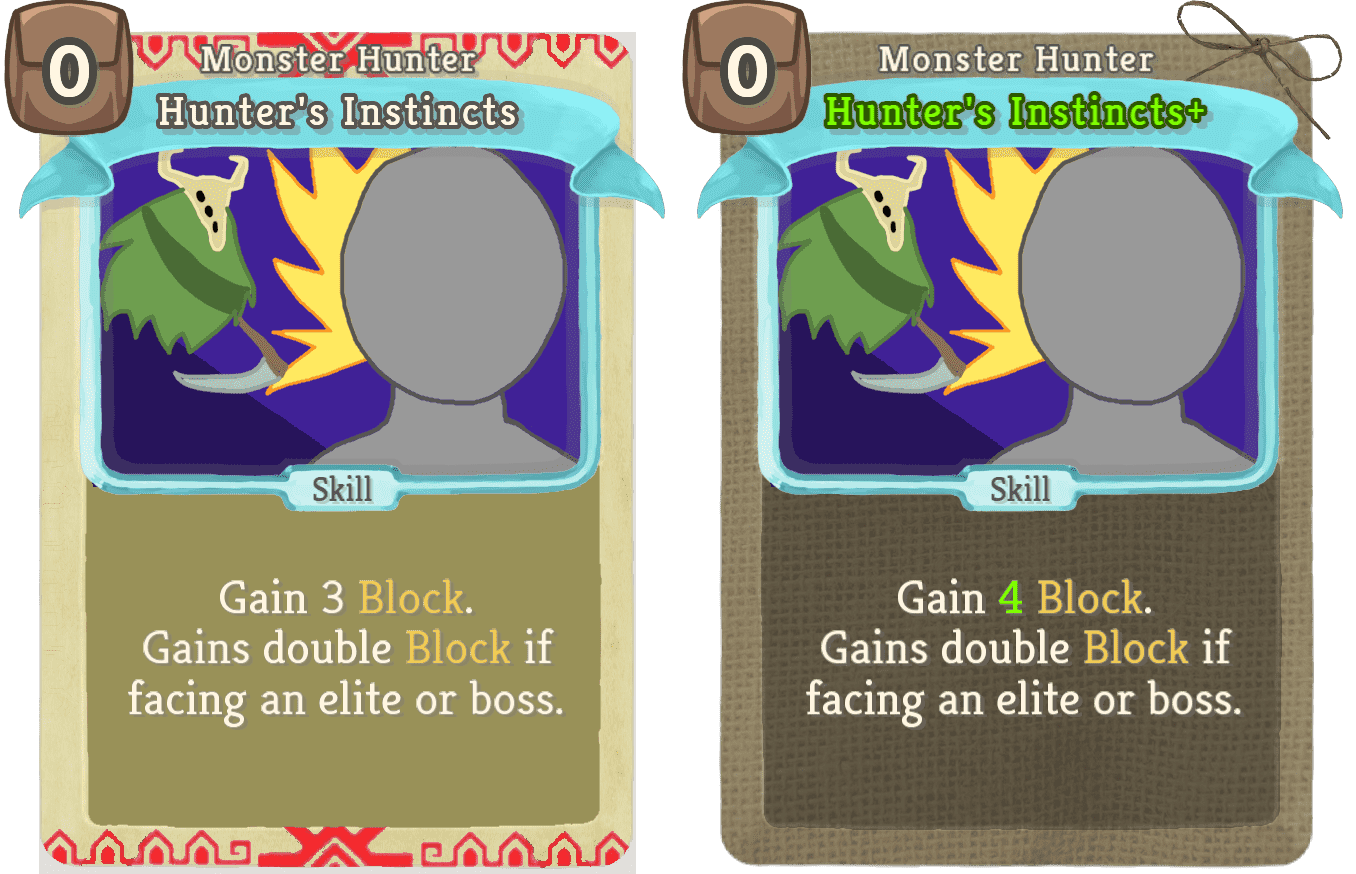 0
Monster Hunter
Hunter's Instincts
Skill
Gain 3 Block.
Gains double Block if
facing an elite or boss.
0
Monster Hunter
Hunter's Instincts+
Skill
Gain 4 Block.
Gains double Block if
facing an elite or boss.